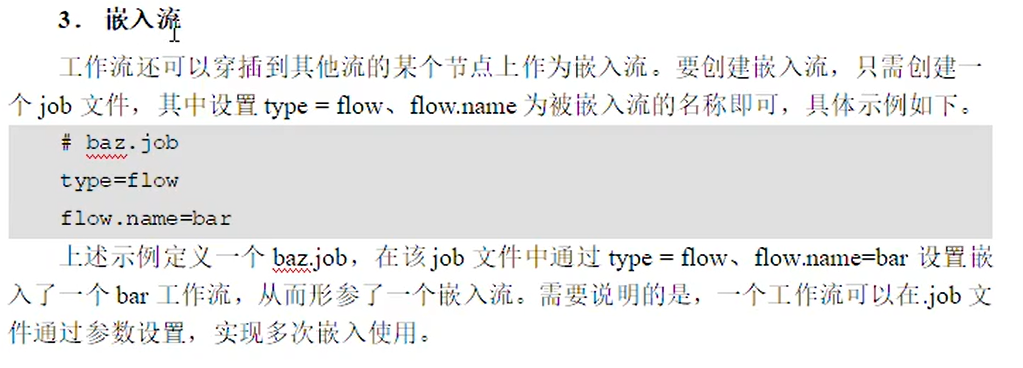 3. 嵌入流
工作流还可以穿插到其他流的某个节点上作为嵌入流。要创建嵌入流，只需创建一
个 job 文件，其中设置 type = flow、flow.name 为被嵌入流的名称即可，具体示例如下。
# baz.job
type=flow
flow.name=bar
上述示例定义一个 baz.job，在该 job 文件中通过 type = flow、flow.name=bar 设置嵌
入了一个 bar 工作流，从而形参了一个嵌入流。需要说明的是，一个工作流可以在.job 文
件通过参数设置，实现多次嵌入使用。